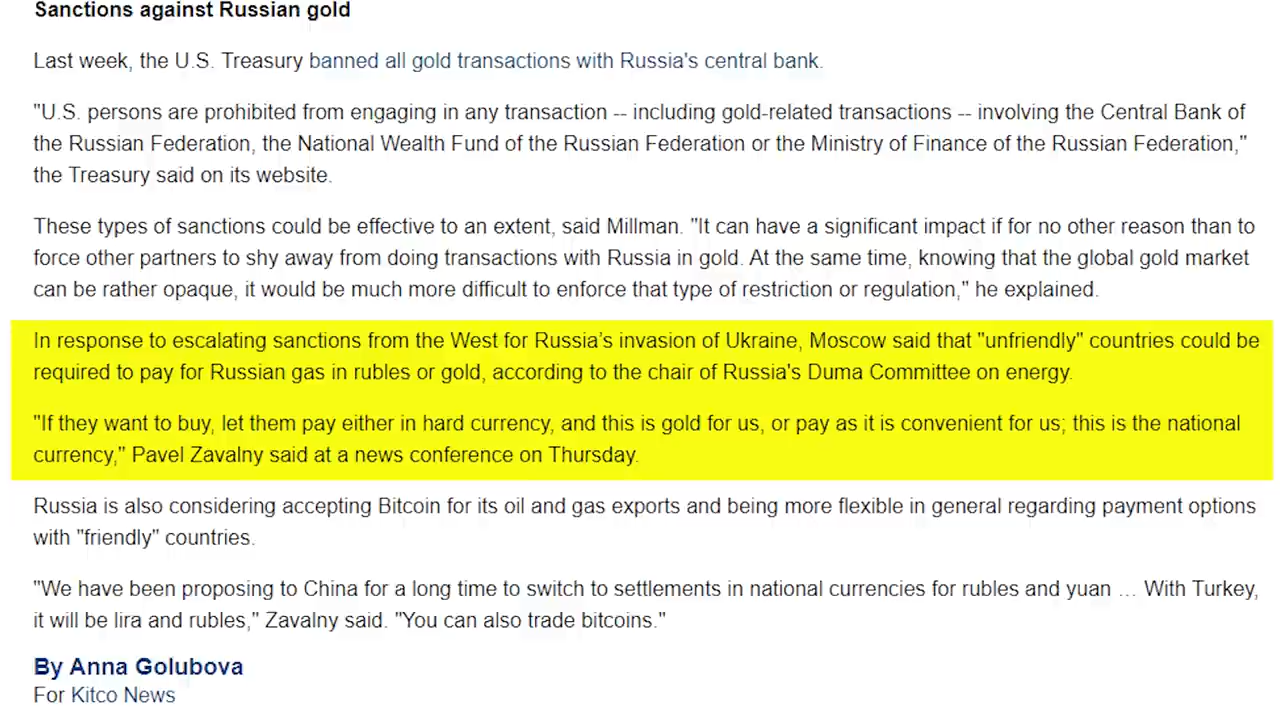 Sanctions against Russian gold
Last week, the U.S. Treasury banned all gold transactions with Russia's central bank.
"U.S. persons are prohibited from engaging in any transaction -- including gold-related transactions -- involving the Central Bank of
the Russian Federation, the National Wealth Fund of the Russian Federation or the Ministry of Finance of the Russian Federation,"
the Treasury said on its website.
These types of sanctions could be effective to an extent, said Millman. "It can have a significant impact if for no other reason than to
force other partners to shy away from doing transactions with Russia in gold. At the same time, knowing that the global gold market
can be rather opaque, it would be much more difficult to enforce that type of restriction or regulation," he explained.
In response to escalating sanctions from the West for Russia's invasion of Ukraine, Moscow said that "unfriendly" countries could be
required to pay for Russian gas in rubles or gold, according to the chair of Russia's Duma Committee on energy.
"If they want to buy, let them pay either in hard currency, and this is gold for us, or pay as it is convenient for us; this is the national
currency," Pavel Zavalny said at a news conference on Thursday.
Russia is also considering accepting Bitcoin for its oil and gas exports and being more flexible in general regarding payment options
with "friendly" countries.
"We have been proposing to China for a long time to switch to settlements in national currencies for rubles and yuan … With Turkey,
it will be lira and rubles," Zavalny said. "You can also trade bitcoins."
By Anna Golubova
For Kitco News